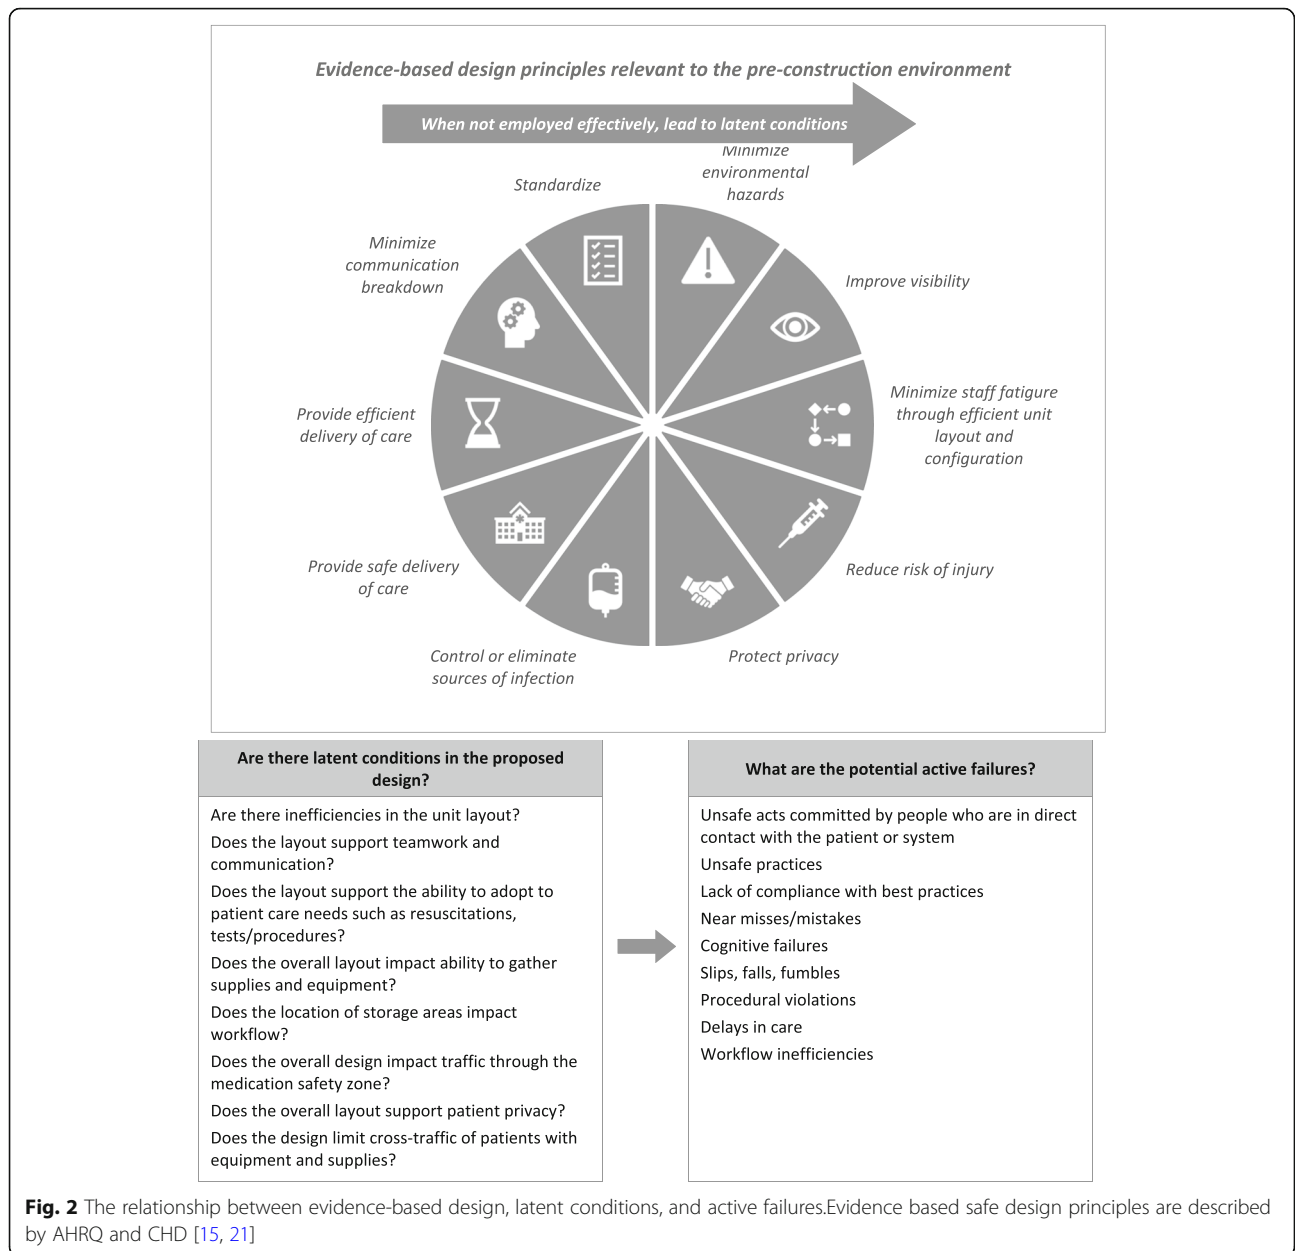 Evidence-based design principles relevant to the pre-construction environment
When not employed effectively, lead to latent conditions
Minimize
environmental
hazards
Standardize
Minimize
communication
breakdown
Improve visibility
Provide efficient
delivery of care
Minimize staff fatigure
through efficient unit
layout and
configuration
Provide safe delivery
of care
Reduce risk of injury
Control or eliminate
sources of infection
Protect privacy
Are there latent conditions in the proposed
design?
Are there inefficiencies in the unit layout?
Does the layout support teamwork and
communication?
Does the layout support the ability to adopt to
patient care needs such as resuscitations,
tests/procedures?
Does the overall layout impact ability to gather
supplies and equipment?
Does the location of storage areas impact
workflow?
Does the overall design impact traffic through the
medication safety zone?
Does the overall layout support patient privacy?
Does the design limit cross-traffic of patients with
equipment and supplies?
What are the potential active failures?
Unsafe acts committed by people who are in direct
contact with the patient or system
Unsafe practices
Lack of compliance with best practices
Near misses/mistakes
Cognitive failures
Slips, falls, fumbles
Procedural violations
Delays in care
Workflow inefficiencies
Fig. 2 The relationship between evidence-based design, latent conditions, and active failures.Evidence based safe design principles are described
by AHRQ and CHD [15, 21]